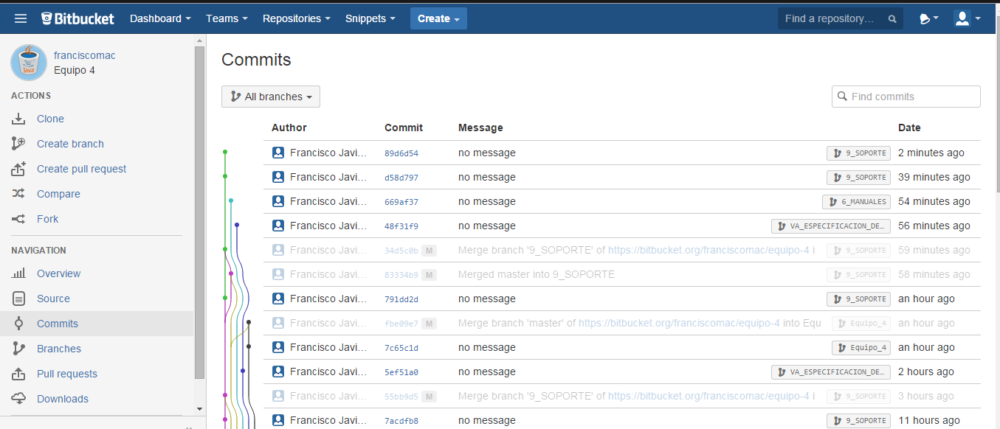 Bitbucket Dashboard Teams Repositories Snippets Create Find a repository...
franciscomac
Equipo 4
ACTIONS
Clone
Create branch
Create pull request
Compare
Fork
NAVIGATION
Overview
Source
Commits
Branches
Pull requests
Downloads
Commits
All branches Find commits
Author Commit Message Date
Francisco Javi... 89d6d54 no message 9_SOPORTE 2 minutes ago
Francisco Javi... d58d797 no message 9_SOPORTE 39 minutes ago
Francisco Javi... 669af37 no message 6_MANUALES 54 minutes ago
Francisco Javi... 48f31f9 no message VA_ESPECIFICACION_DE… 56 minutes ago
Francisco Javi... 34d5c0b M Merge branch '9_SOPORTE' of https://bitbucket.org/franciscomac/equipo-4 i 9_SOPORTE 59 minutes ago
Francisco Javi... 83334b9 M Merged master into 9_SOPORTE 9_SOPORTE 58 minutes ago
Francisco Javi... 791dd2d no message 9_SOPORTE an hour ago
Francisco Javi... fbe09e7 M Merge branch 'master' of https://bitbucket.org/franciscomac/equipo-4 into Equ Equipo_4 an hour ago
Francisco Javi... 7c65c1d no message Equipo_4 an hour ago
Francisco Javi... 5ef51a0 no message VA_ESPECIFICACION_DE… 2 hours ago
Francisco Javi... 55bb9d5 M Merge branch '9_SOPORTE' of https://bitbucket.org/franciscomac/equipo-4 i 9_SOPORTE 3 hours ago
Francisco Javi... 7acdfb8 no message 9_SOPORTE 11 hours ago